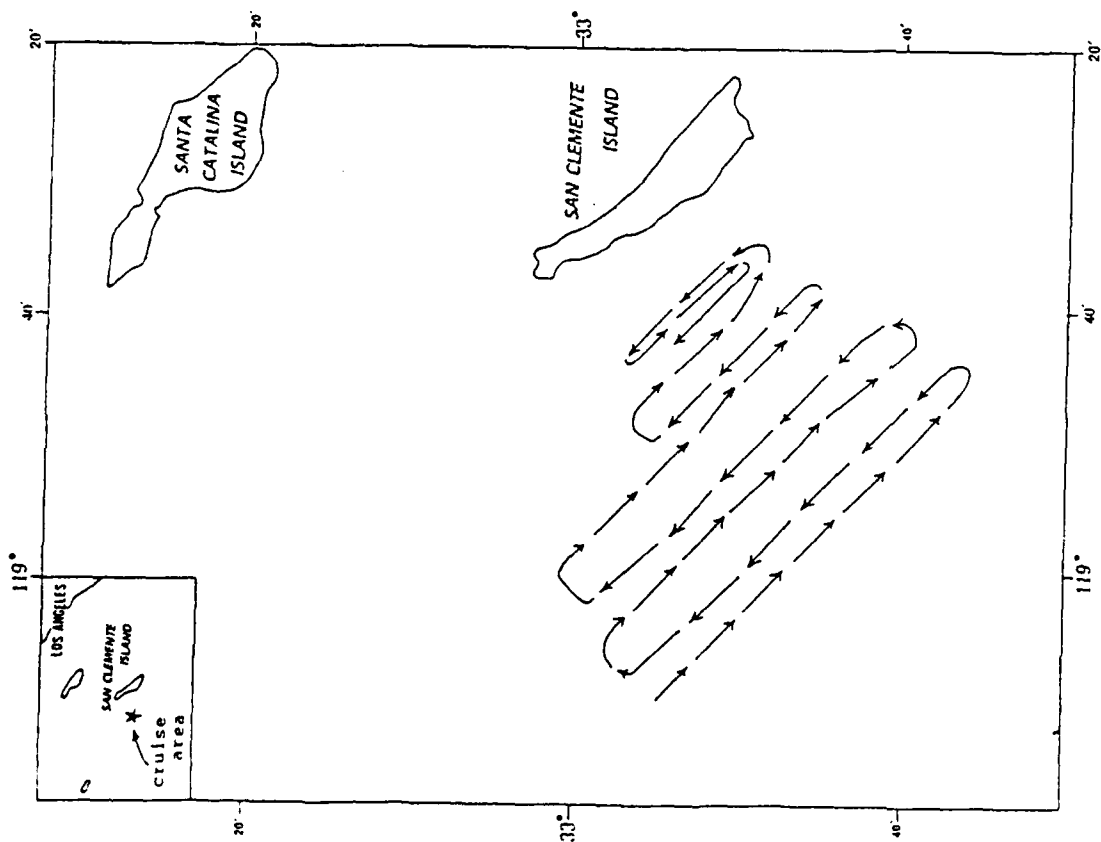 119°
40'
20'
LOS ANGELES
SAN CLEMENTE
ISLAND
cruise
area
SANTA
CATALINA
ISLAND
20'
20'
SAN CLEMENTE
ISLAND
33°
33°
40'
40'
119°
40'
20'